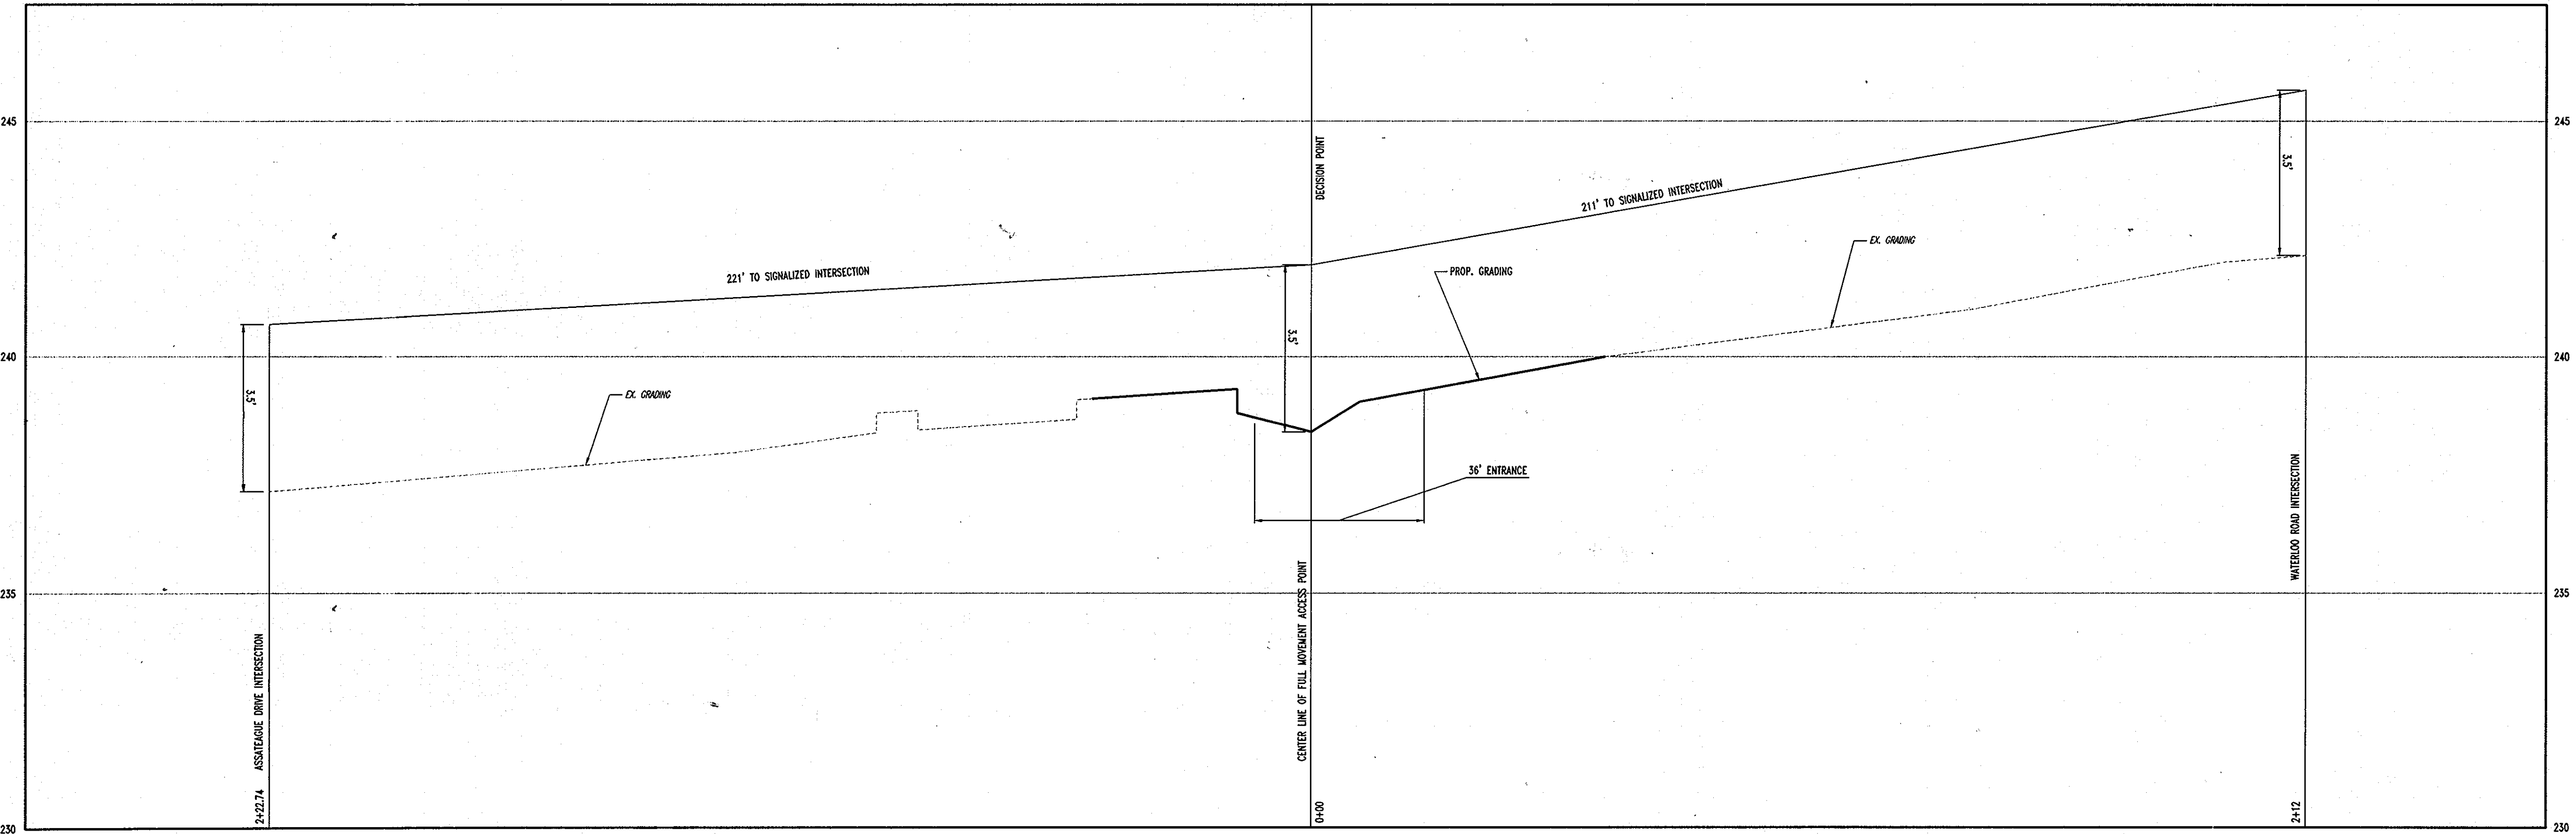 245
245
DECISION POINT
3.5'
211' TO SIGNALIZED INTERSECTION
EX. GRADING
221' TO SIGNALIZED INTERSECTION
PROP. GRADING
3.5'
240
240
3.5'
EX. GRADING
36' ENTRANCE
WATERLOO ROAD INTERSECTION
CENTER LINE OF FULL MOVEMENT ACCESS POINT
235
235
ASSATEAGUE DRIVE INTERSECTION
2+22.74
0+00
2+12
230
230